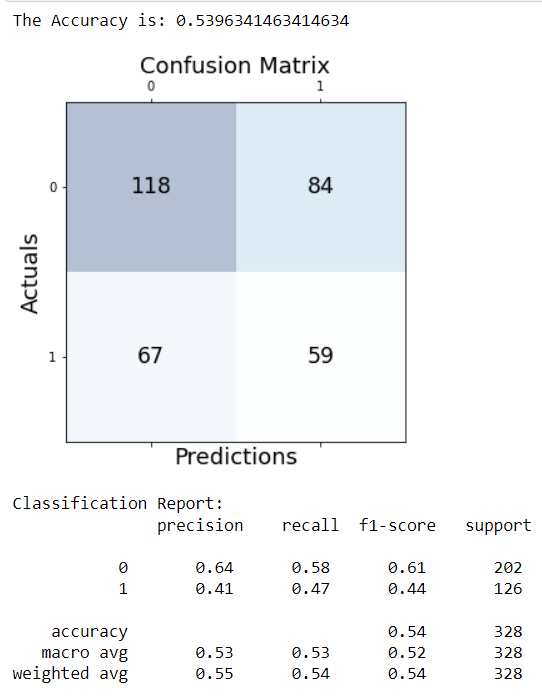 The Accuracy is: 0.5396341463414634
Confusion Matrix
0 1
0 118 84
Actuals
1 67 59
Predictions
Classification Report:
precision recall f1-score support
0 0.64 0.58 0.61 202
1 0.41 0.47 0.44 126
accuracy 0.54 328
macro avg 0.53 0.53 0.52 328
weighted avg 0.55 0.54 0.54 328